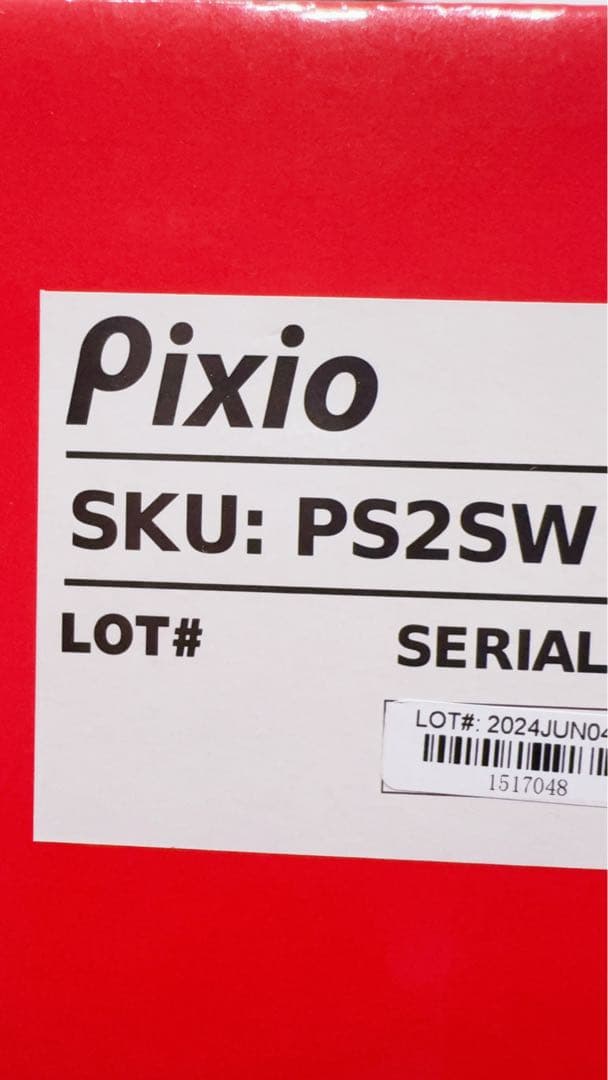 Pixio
SKU: PS2SW
LOT# SERIAL
LOT#: 2024JUN04
1517048